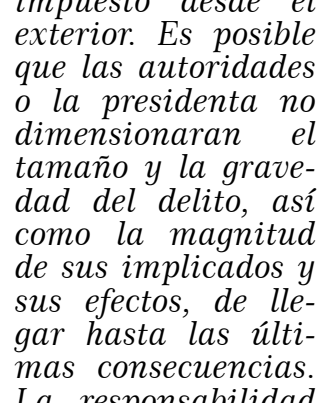 impuesto desde el
exterior. Es posible
que las autoridades
o la presidenta no
dimensionaran el
tamaño y la grave-
dad del delito, así
como la magnitud
de sus implicados y
sus efectos, de lle-
gar hasta las últi-
mas consecuencias.
La responsabilidad